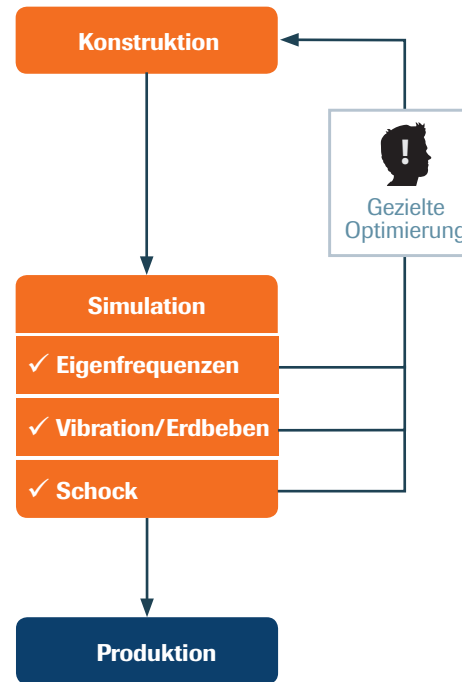 Konstruktion
!
Gezielte
Optimierung
Simulation
✓ Eigenfrequenzen
✓ Vibration/Erdbeben
✓ Schock
Produktion